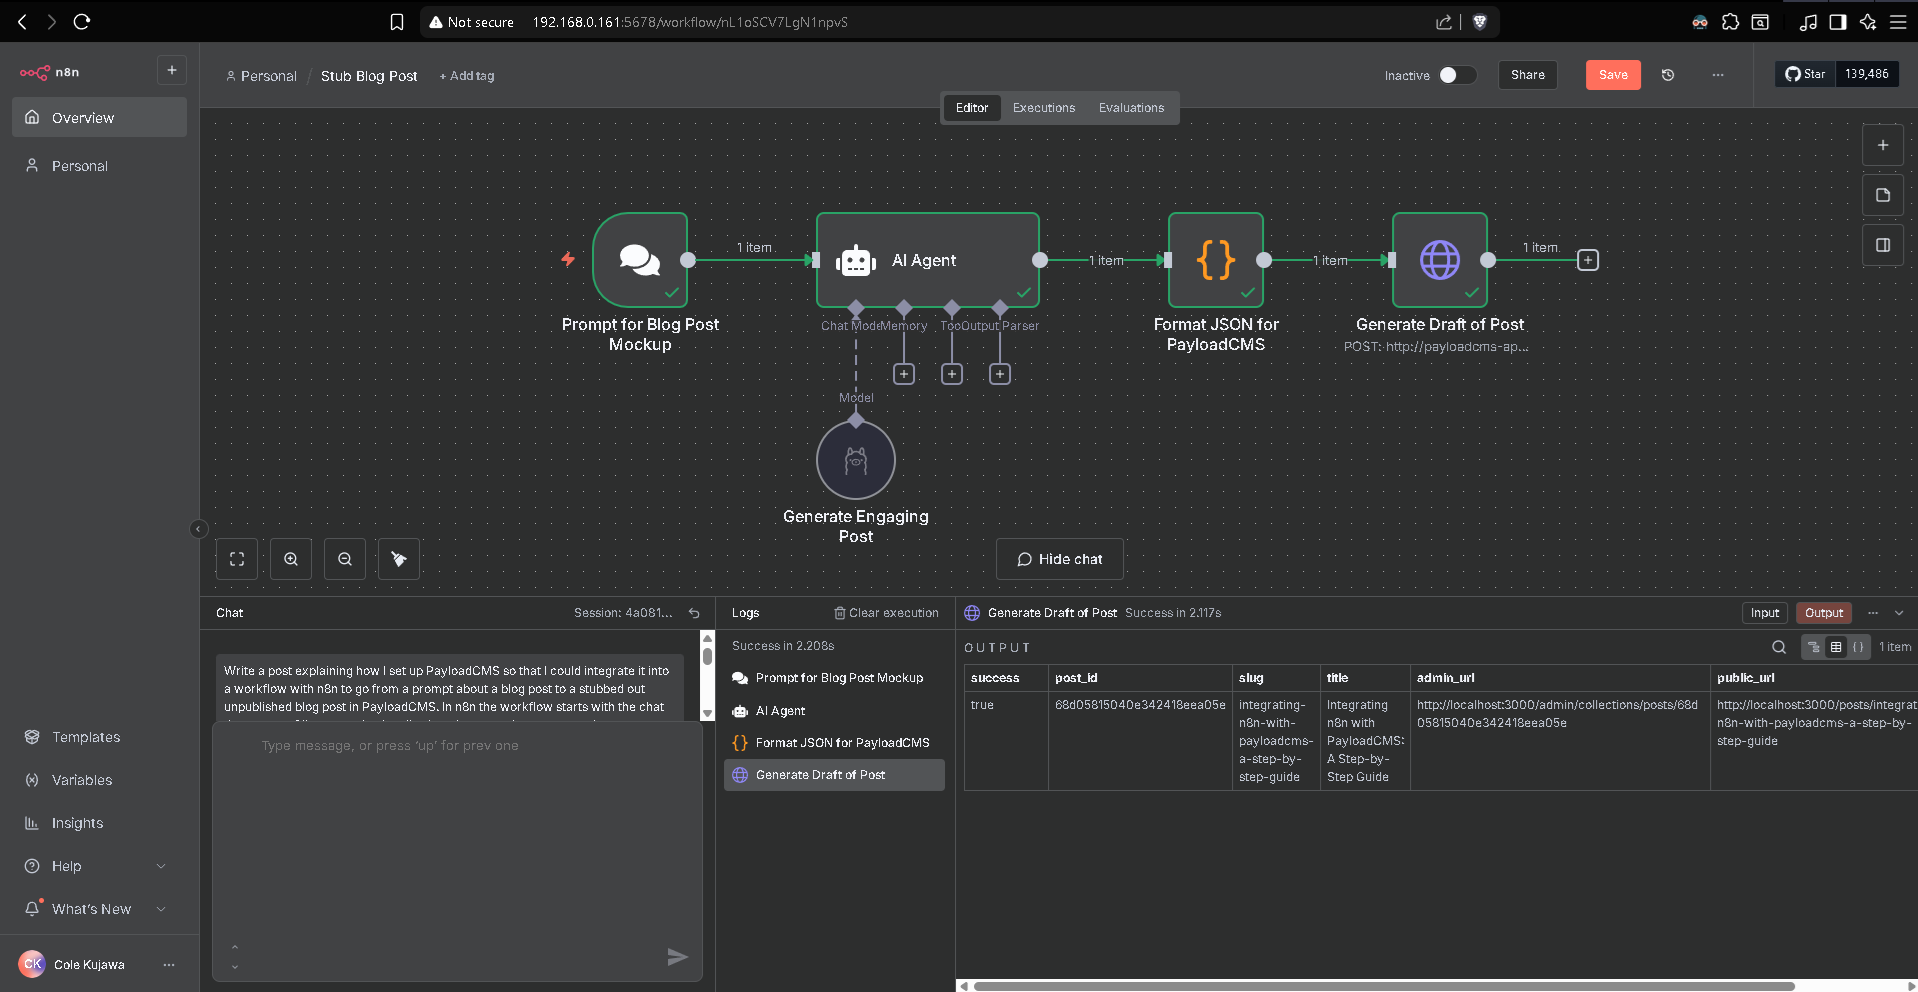 Not secure 192.168.0.161:5678/workflow/nL1oSCV7LgN1npvS
n8n
Personal / Stub Blog Post + Add tag
Inactive
Share
Save
Star 139,486
Overview
Personal
Editor Executions Evaluations
1 item
AI Agent
1 item
1 item
1 item
Prompt for Blog Post
Mockup
Chat Mode
Memory
Too
Output Parser
Format JSON for
PayloadCMS
Generate Draft of Post
POST: http://payloadcms-ap...
Model
Generate Engaging
Post
Hide chat
Templates
Variables
Insights
Help
What's New
CK Cole Kujawa
Chat
Session: 4a081...
Write a post explaining how I set up PayloadCMS so that I could integrate it into
a workflow with n8n to go from a prompt about a blog post to a stubbed out
unpublished blog post in PayloadCMS. In n8n the workflow starts with the chat
Type message, or press 'up' for prev one
Logs
Clear execution
Success in 2.208s
Prompt for Blog Post Mockup
AI Agent
Format JSON for PayloadCMS
Generate Draft of Post
Generate Draft of Post Success in 2.117s
Input
Output
OUTPUT
1 item
success post_id slug title admin_url public_url
true
68d05815040e342418eea05e
integrating-
n8n-with-
payloadcms-
a-step-by-
step-guide
Integrating
n8n with
PayloadCMS:
A Step-by-
Step Guide
http://localhost:3000/admin/collections/posts/68d
05815040e342418eea05e
http://localhost:3000/posts/integrat
n8n-with-payloadcms-a-step-by-
step-guide